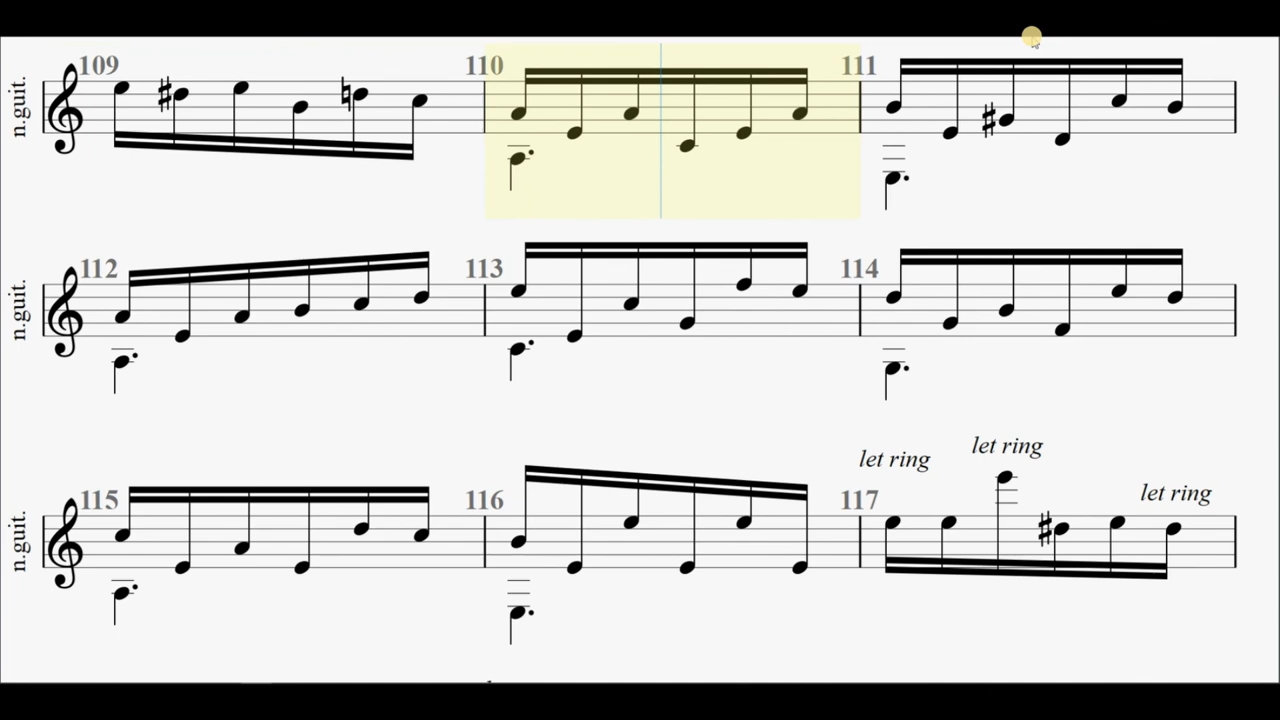 109 110 111
n.guit.
112 113 114
n.guit.
let ring let ring let ring
115 116 117
n.guit.